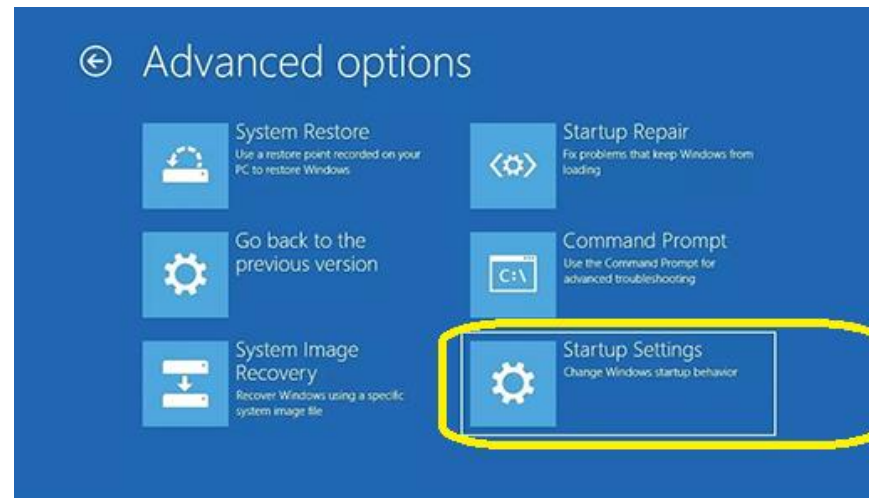 Advanced options
System Restore
Use a restore point recorded on your
PC to restore Windows
Startup Repair
Fix problems that keep Windows from
loading
Go back to the
previous version
Command Prompt
Use the Command Prompt for
advanced troubleshooting
C:\
System Image
Recovery
Recover Windows using a specific
system image file
Startup Settings
Change Windows startup behavior